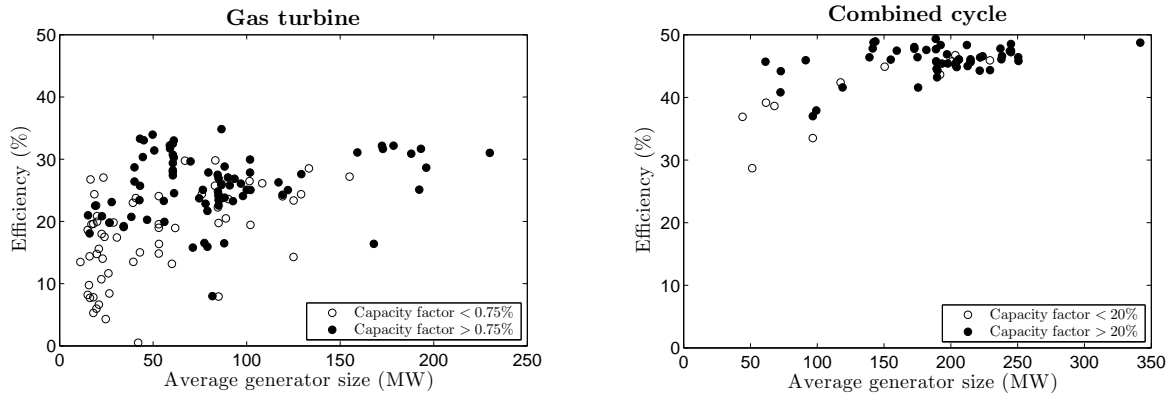 Gas turbine
50
40
30
20
10
0
Efficiency (%)
0 50 100 150 200 250
Average generator size (MW)
Capacity factor < 0.75%
Capacity factor > 0.75%
Combined cycle
50
40
30
20
10
0
Efficiency (%)
0 50 100 150 200 250 300 350
Average generator size (MW)
Capacity factor < 20%
Capacity factor > 20%